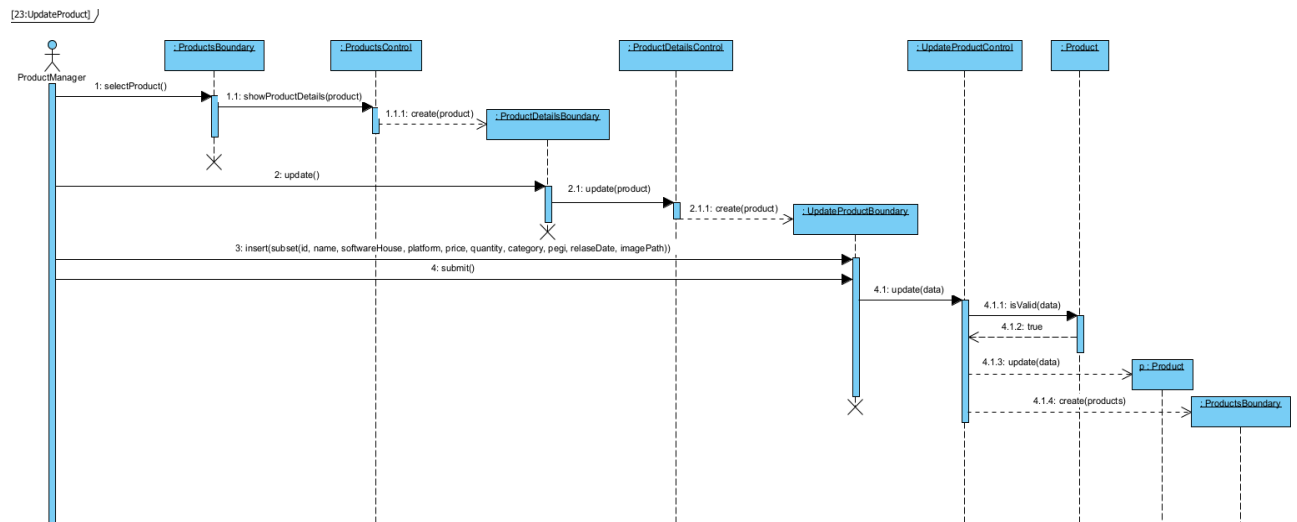 [23:UpdateProduct]
: ProductsBoundary
: ProductsControl
: ProductDetailsControl
: UpdateProductControl
: Product
ProductManager
1: selectProduct()
1.1: showProductDetails(product)
1.1.1: create(product)
: ProductDetailsBoundary
2: update()
2.1: update(product)
2.1.1: create(product)
: UpdateProductBoundary
3: insert(subset(id, name, softwareHouse, platform, price, quantity, category, pegi, relaseDate, imagePath))
4: submit()
4.1: update(data)
4.1.1: isValid(data)
4.1.2: true
4.1.3: update(data)
p : Product
4.1.4: create(products)
: ProductsBoundary